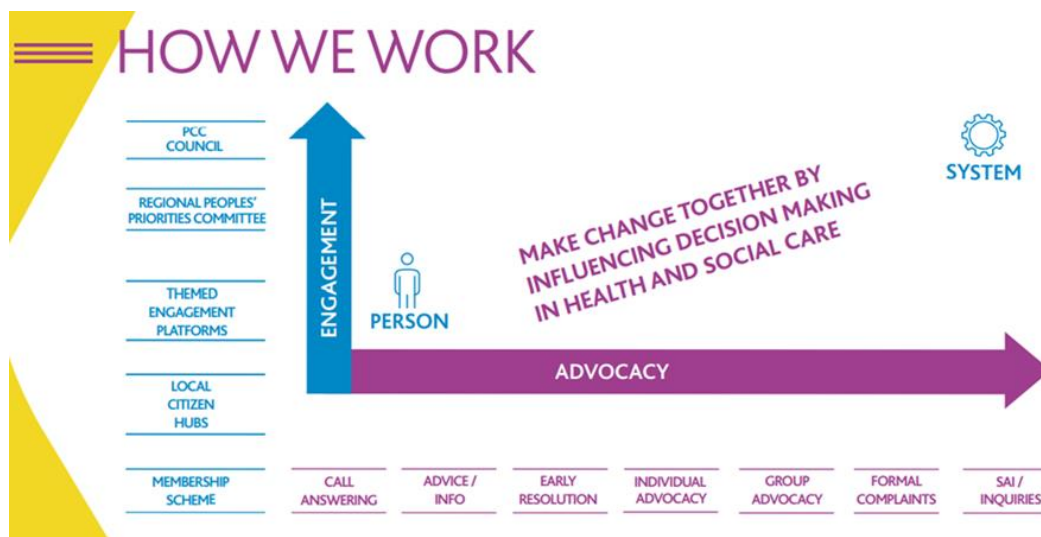 HOW WE WORK
PCC
COUNCIL
REGIONAL PEOPLES'
PRIORITIES COMMITTEE
THEMED
ENGAGEMENT
PLATFORMS
LOCAL
CITIZEN
HUBS
MEMBERSHIP
SCHEME
ENGAGEMENT
PERSON
MAKE CHANGE TOGETHER BY
INFLUENCING DECISION MAKING
IN HEALTH AND SOCIAL CARE
SYSTEM
ADVOCACY
CALL
ANSWERING
ADVICE /
INFO
EARLY
RESOLUTION
INDIVIDUAL
ADVOCACY
GROUP
ADVOCACY
FORMAL
COMPLAINTS
SAI /
INQUIRIES